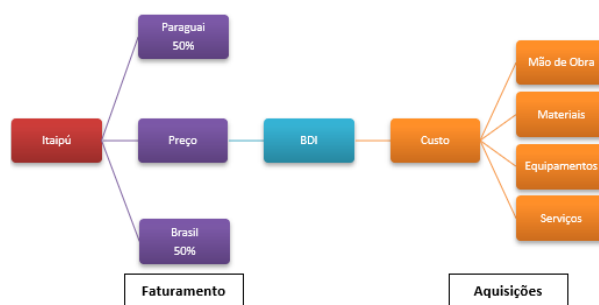 Paraguai
50%
Itaipú
Preço
BDI
Custo
Brasil
50%
Mão de Obra
Materiais
Equipamentos
Serviços
Faturamento
Aquisições